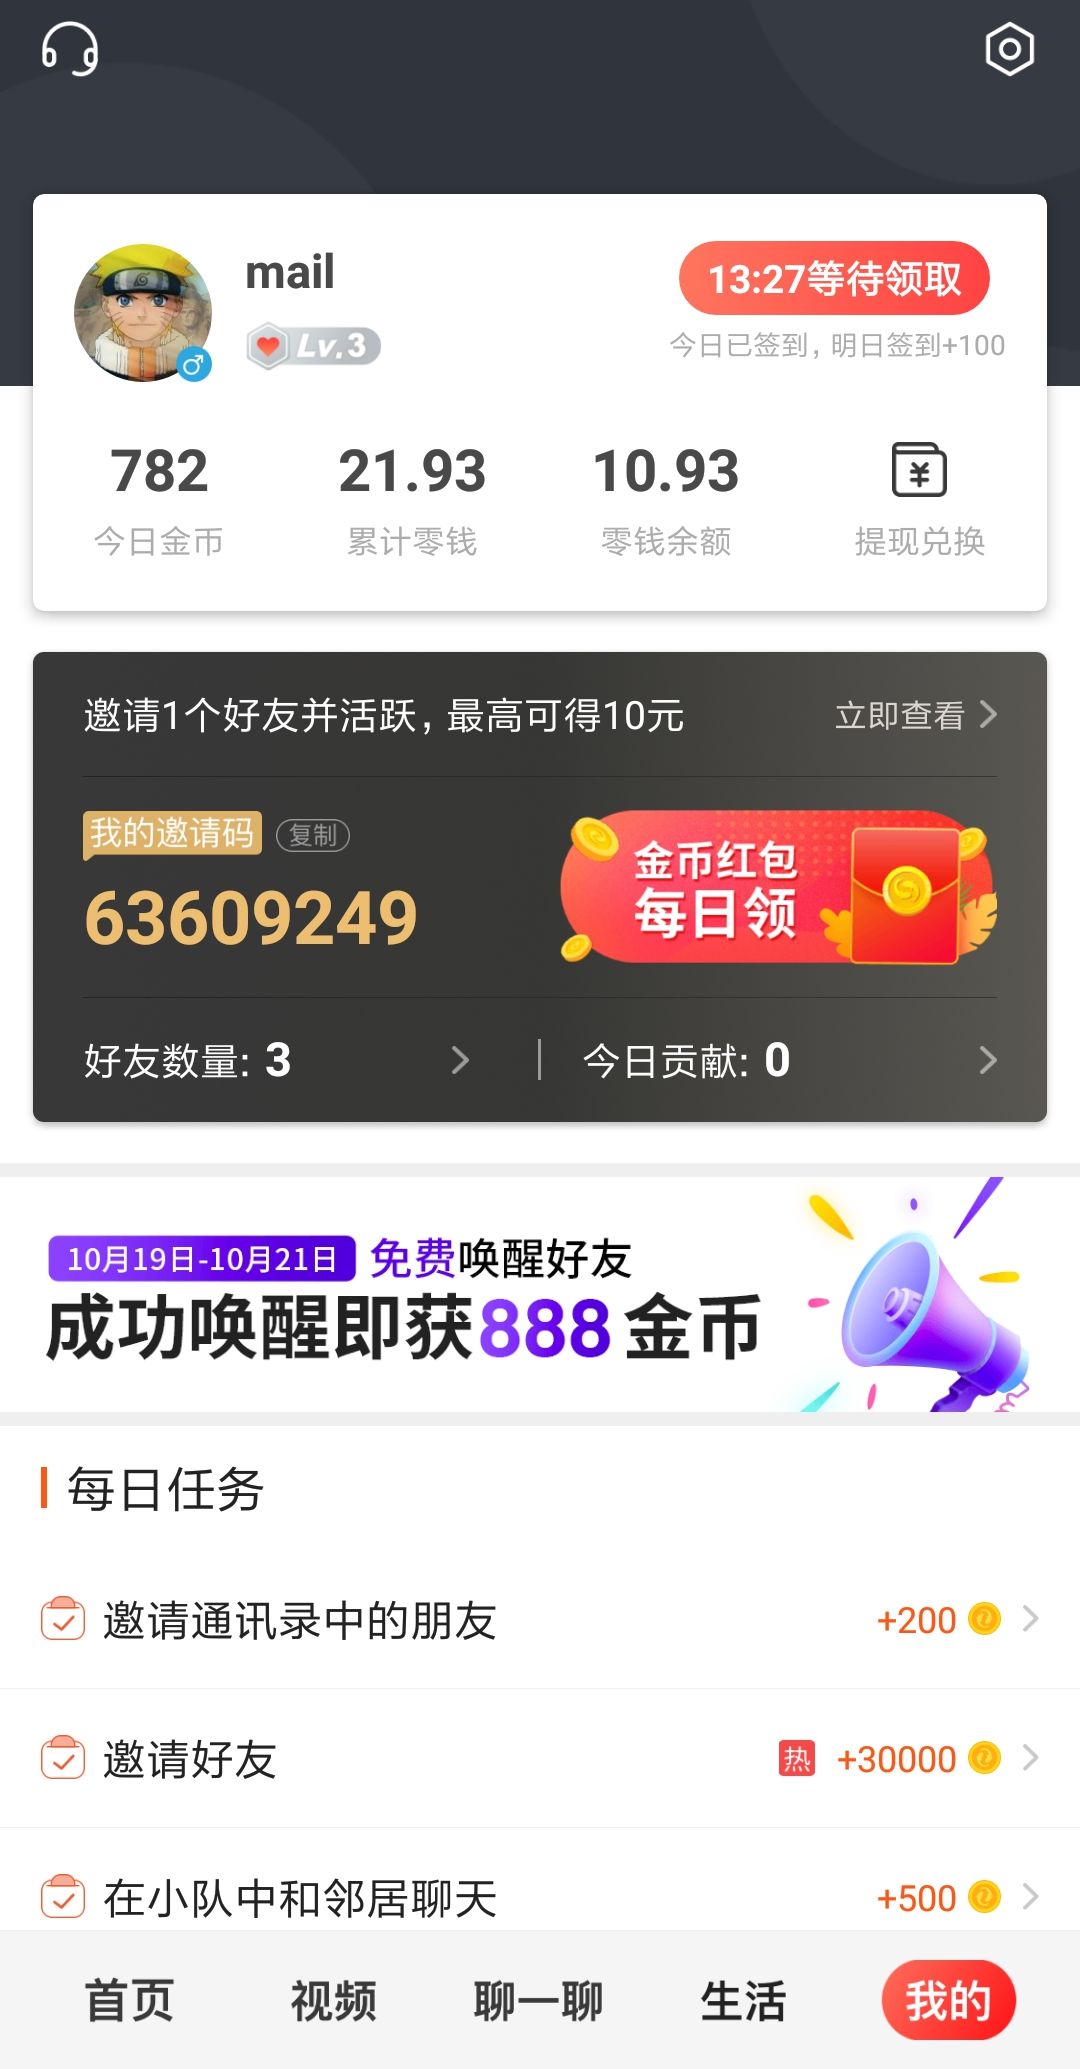 mail
13:27等待领取
Lv.3
今日已签到，明日签到+100
782
21.93
10.93
今日金币
累计零钱
零钱余额
提现兑换
邀请1个好友并活跃，最高可得10元
立即查看
我的邀请码
复制
63609249
金币红包
每日领
好友数量: 3
今日贡献: 0
10月19日-10月21日 免费唤醒好友
成功唤醒即获888金币
每日任务
邀请通讯录中的朋友
+200
邀请好友
热 +30000
在小队中和邻居聊天
+500
首页
视频
聊一聊
生活
我的